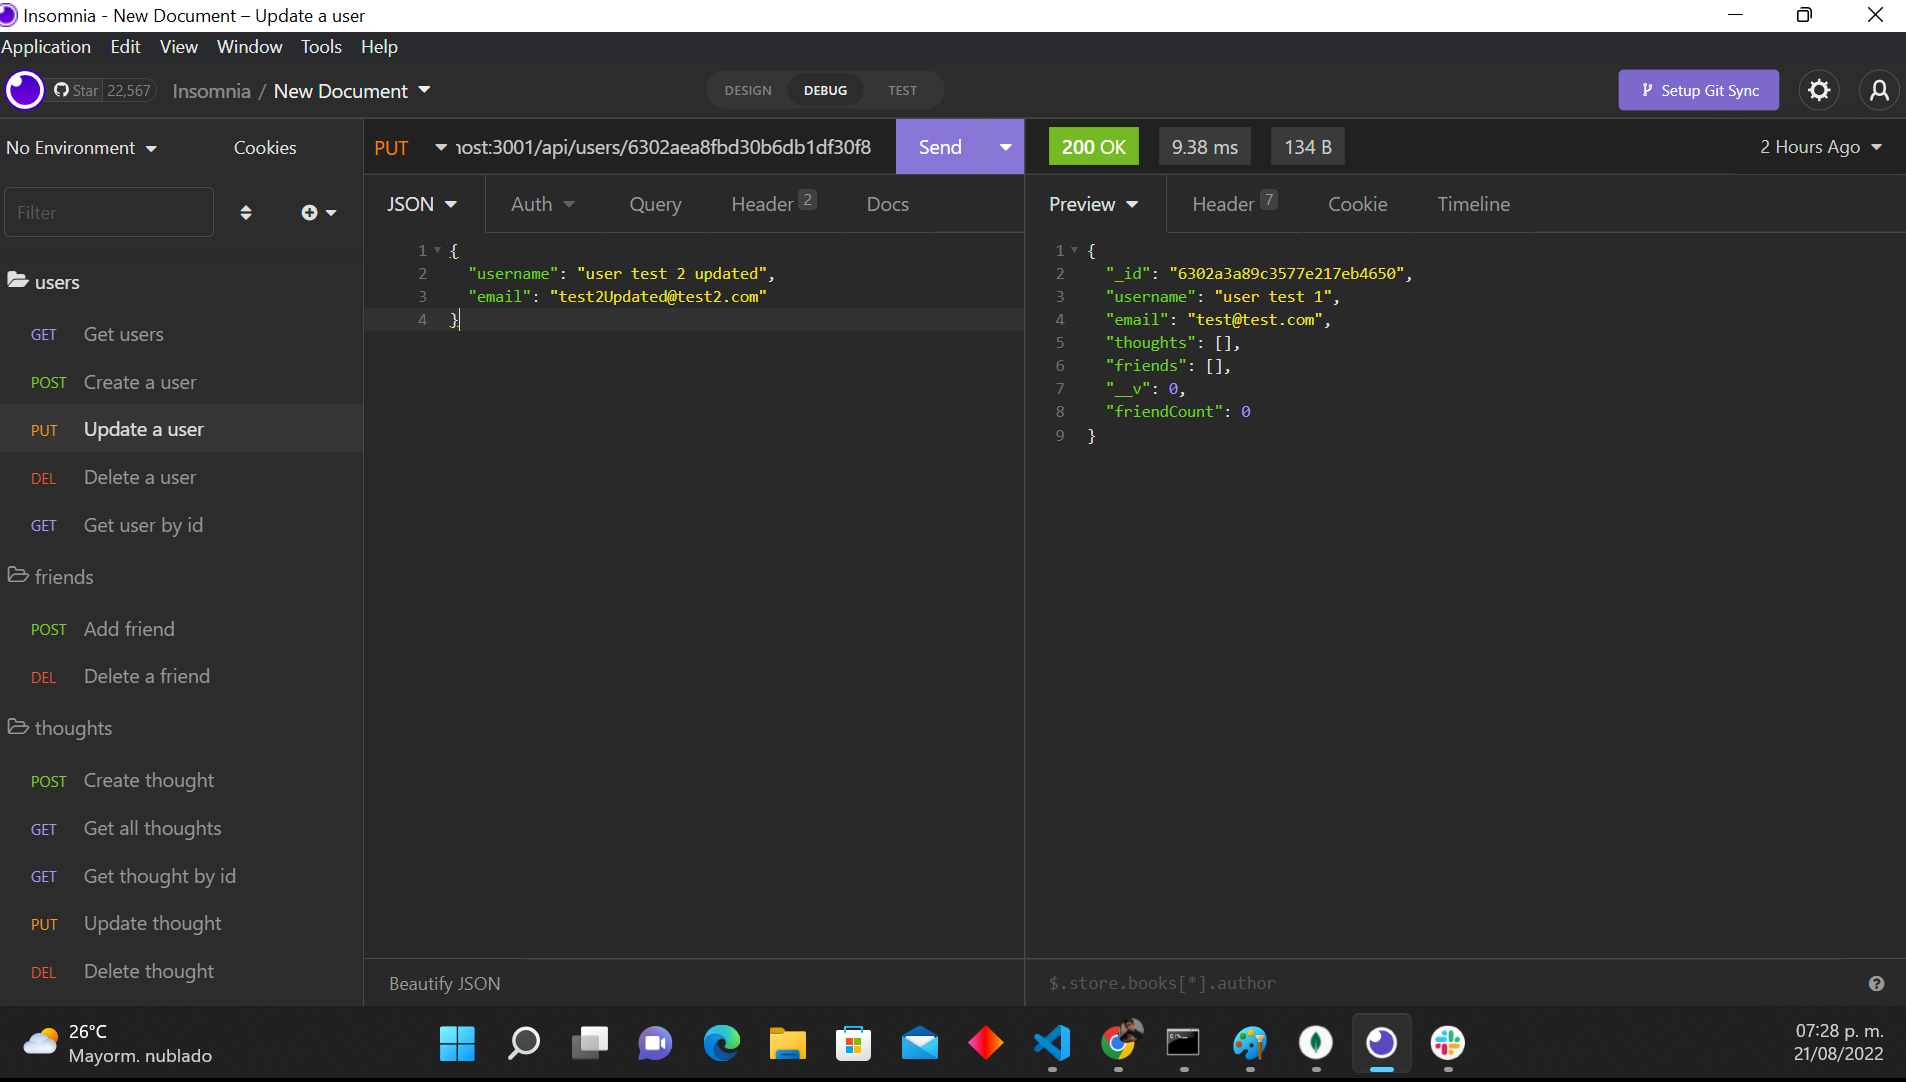 Insomnia - New Document – Update a user
Application Edit View Window Tools Help
Star 22,567 Insomnia / New Document DESIGN DEBUG TEST Setup Git Sync
No Environment Cookies
Filter
users
GET Get users
POST Create a user
PUT Update a user
DEL Delete a user
GET Get user by id
friends
POST Add friend
DEL Delete a friend
thoughts
POST Create thought
GET Get all thoughts
GET Get thought by id
PUT Update thought
DEL Delete thought
PUT host:3001/api/users/6302aea8fbd30b6db1df30f8 Send
JSON Auth Query Header 2 Docs
1 {
2 "username": "user test 2 updated",
3 "email": "test2Updated@test2.com"
4 }
Beautify JSON
200 OK 9.38 ms 134 B 2 Hours Ago
Preview Header 7 Cookie Timeline
1 {
2 "_id": "6302a3a89c3577e217eb4650",
3 "username": "user test 1",
4 "email": "test@test.com",
5 "thoughts": [],
6 "friends": [],
7 "__v": 0,
8 "friendCount": 0
9 }
$.store.books[*].author
26°C
Mayorm. nublado
07:28 p. m.
21/08/2022